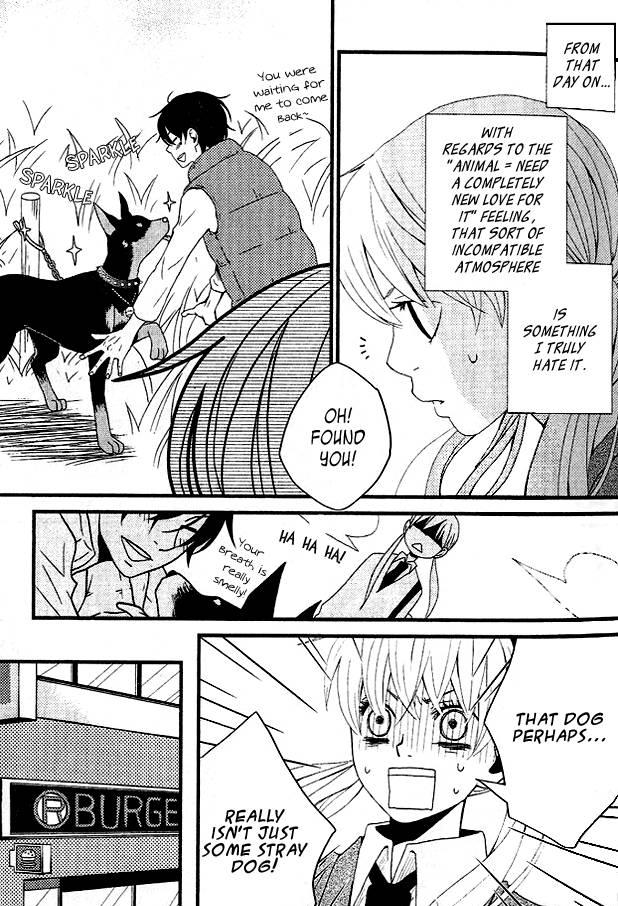 FROM
THAT
DAY ON...
WITH
REGARDS TO THE
"ANIMAL = NEED
A COMPLETELY
NEW LOVE FOR
IT" FEELING,
THAT SORT OF
INCOMPATIBLE
ATMOSPHERE
IS
SOMETHING
I TRULY
HATE IT.
You were
waiting for
me to come
back~
SPARKLE
SPARKLE
OH!
FOUND
YOU!
HA HA HA!
Your
Breath is
really
smelly!
THAT DOG
PERHAPS...
REALLY
ISN'T JUST
SOME STRAY
DOG!
R BURGE